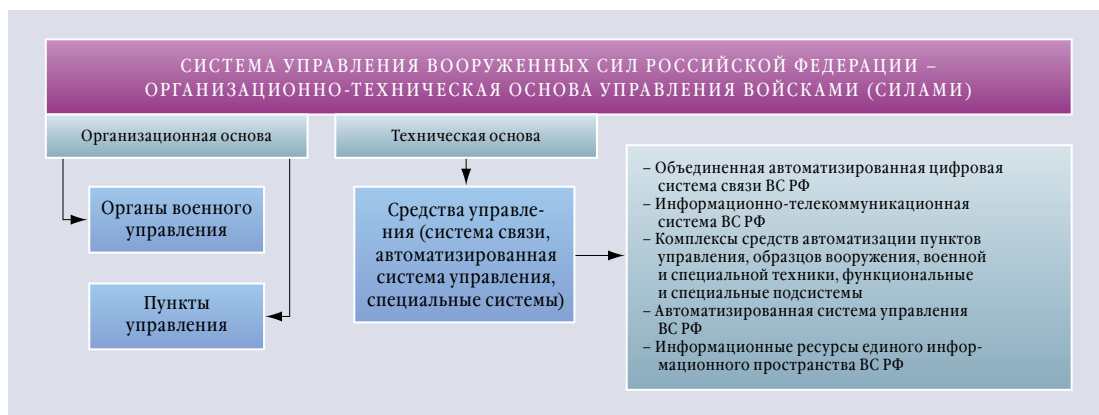 СИСТЕМА УПРАВЛЕНИЯ ВООРУЖЕННЫХ СИЛ РОССИЙСКОЙ ФЕДЕРАЦИИ –
ОРГАНИЗАЦИОННО-ТЕХНИЧЕСКАЯ ОСНОВА УПРАВЛЕНИЯ ВОЙСКАМИ (СИЛАМИ)
Организационная основа
Органы военного
управления
Пункты
управления
Техническая основа
Средства управле-
ния (система связи,
автоматизированная
система управления,
специальные системы)
– Объединенная автоматизированная цифровая
система связи ВС РФ
– Информационно-телекоммуникационная
система ВС РФ
– Комплексы средств автоматизации пунктов
управления, образцов вооружения, военной
и специальной техники, функциональные
и специальные подсистемы
– Автоматизированная система управления
ВС РФ
– Информационные ресурсы единого инфор-
мационного пространства ВС РФ